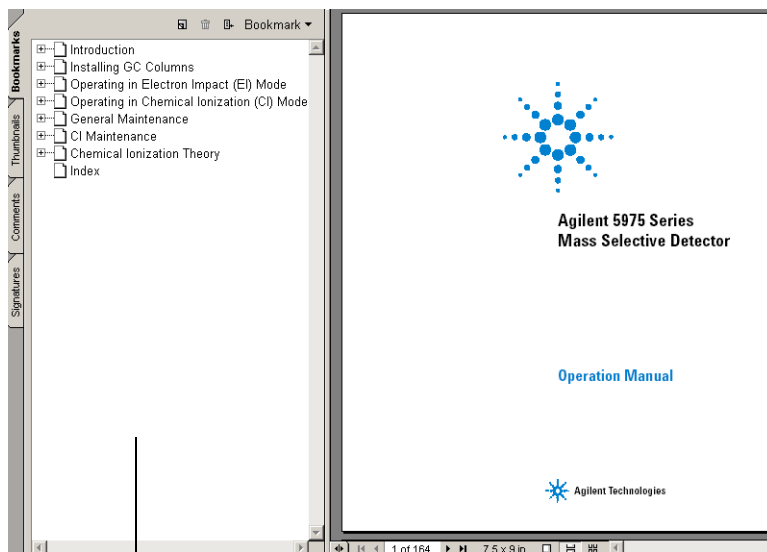 Bookmark
Bookmarks
Thumbnails
Comments
Signatures
Introduction
Installing GC Columns
Operating in Electron Impact (EI) Mode
Operating in Chemical Ionization (CI) Mode
General Maintenance
CI Maintenance
Chemical Ionization Theory
Index
Agilent 5975 Series
Mass Selective Detector
Operation Manual
Agilent Technologies
1 of 164
7.5 x 9 in